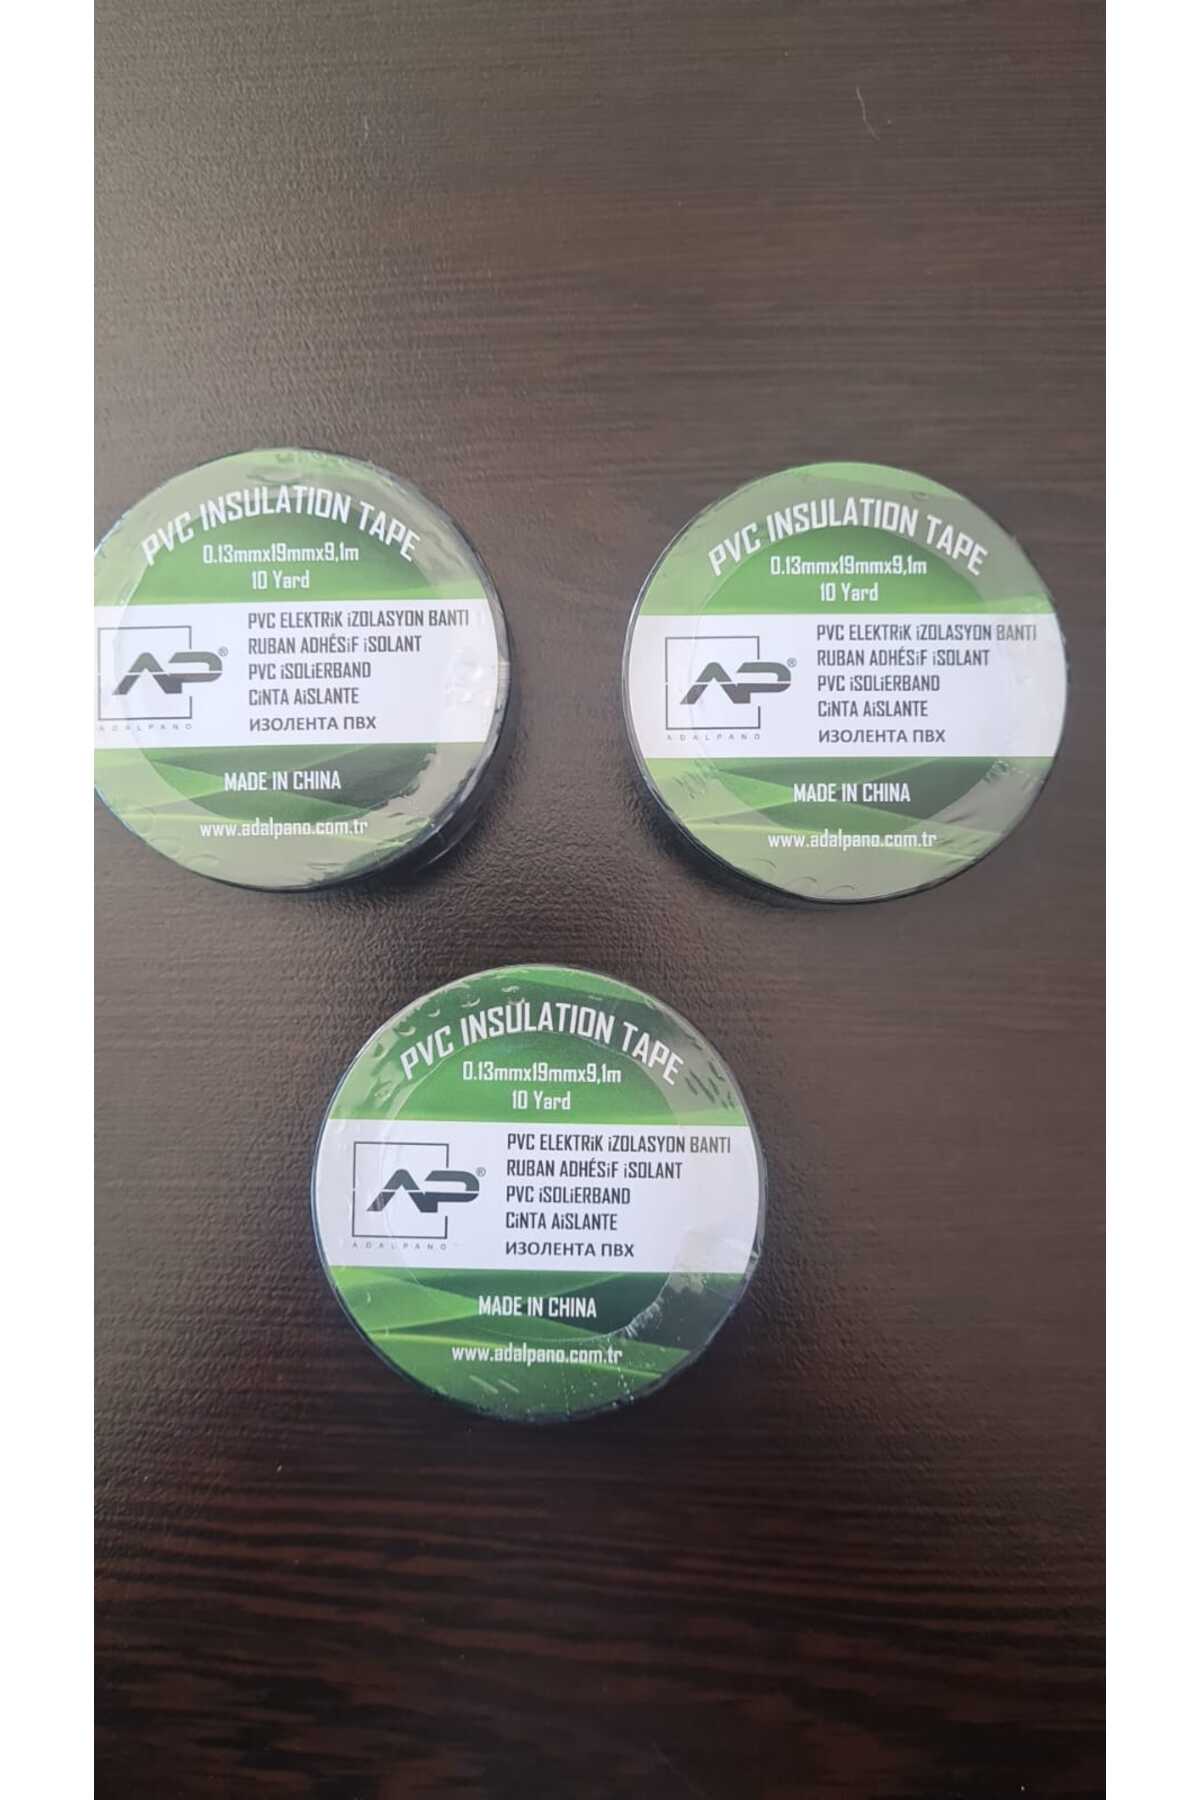 PVC INSULATION TAPE
0.13mmx19mmx9,1m
10 Yard
PVC ELEKTRiK iZOLASYON BANTI
RUBAN ADHÉSiF iSOLANT
PVC iSOLiERBAND
CiNTA AiSLANTE
ИЗОЛЕНТА ПВХ
AP®
ADALPANO
MADE IN CHINA
www.adalpano.com.tr
PVC INSULATION TAPE
0.13mmx19mmx9,1m
10 Yard
PVC ELEKTRiK iZOLASYON BANTI
RUBAN ADHÉSiF iSOLANT
PVC iSOLiERBAND
CiNTA AiSLANTE
ИЗОЛЕНТА ПВХ
AP®
ADALPANO
MADE IN CHINA
www.adalpano.com.tr
PVC INSULATION TAPE
0.13mmx19mmx9,1m
10 Yard
PVC ELEKTRiK iZOLASYON BANTI
RUBAN ADHÉSiF iSOLANT
PVC iSOLiERBAND
CiNTA AiSLANTE
ИЗОЛЕНТА ПВХ
AP®
ADALPANO
MADE IN CHINA
www.adalpano.com.tr